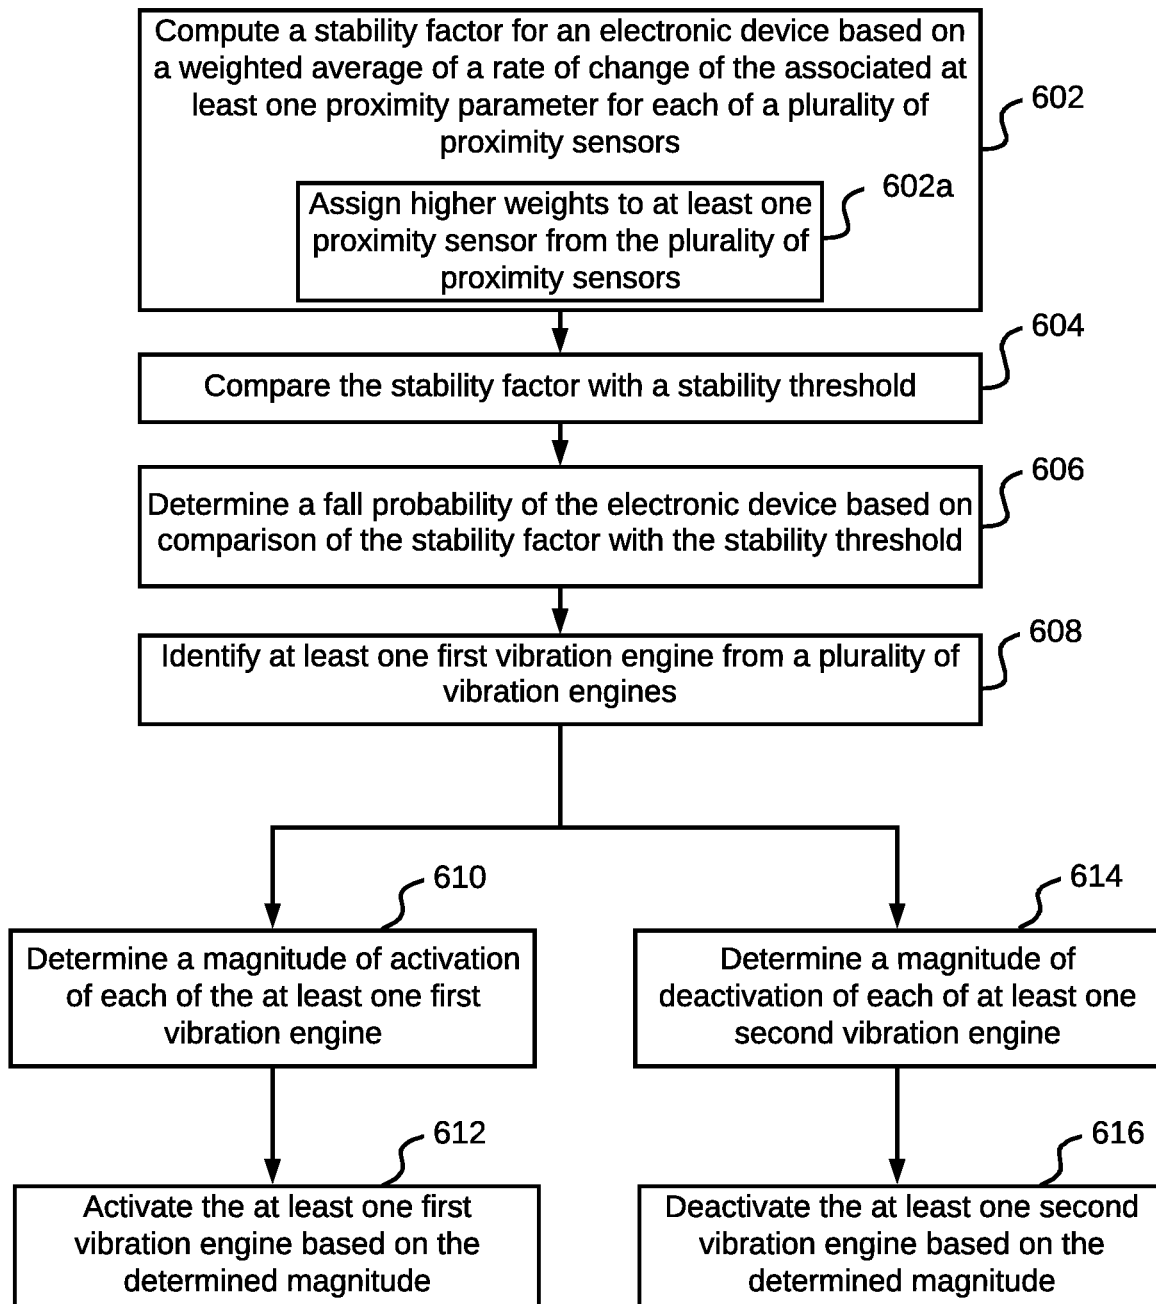 Compute a stability factor for an electronic device based on
a weighted average of a rate of change of the associated at
least one proximity parameter for each of a plurality of
proximity sensors
602
602a
Assign higher weights to at least one
proximity sensor from the plurality of
proximity sensors
604
Compare the stability factor with a stability threshold
606
Determine a fall probability of the electronic device based on
comparison of the stability factor with the stability threshold
608
Identify at least one first vibration engine from a plurality of
vibration engines
610
Determine a magnitude of activation
of each of the at least one first
vibration engine
614
Determine a magnitude of
deactivation of each of at least one
second vibration engine
612
Activate the at least one first
vibration engine based on the
determined magnitude
616
Deactivate the at least one second
vibration engine based on the
determined magnitude